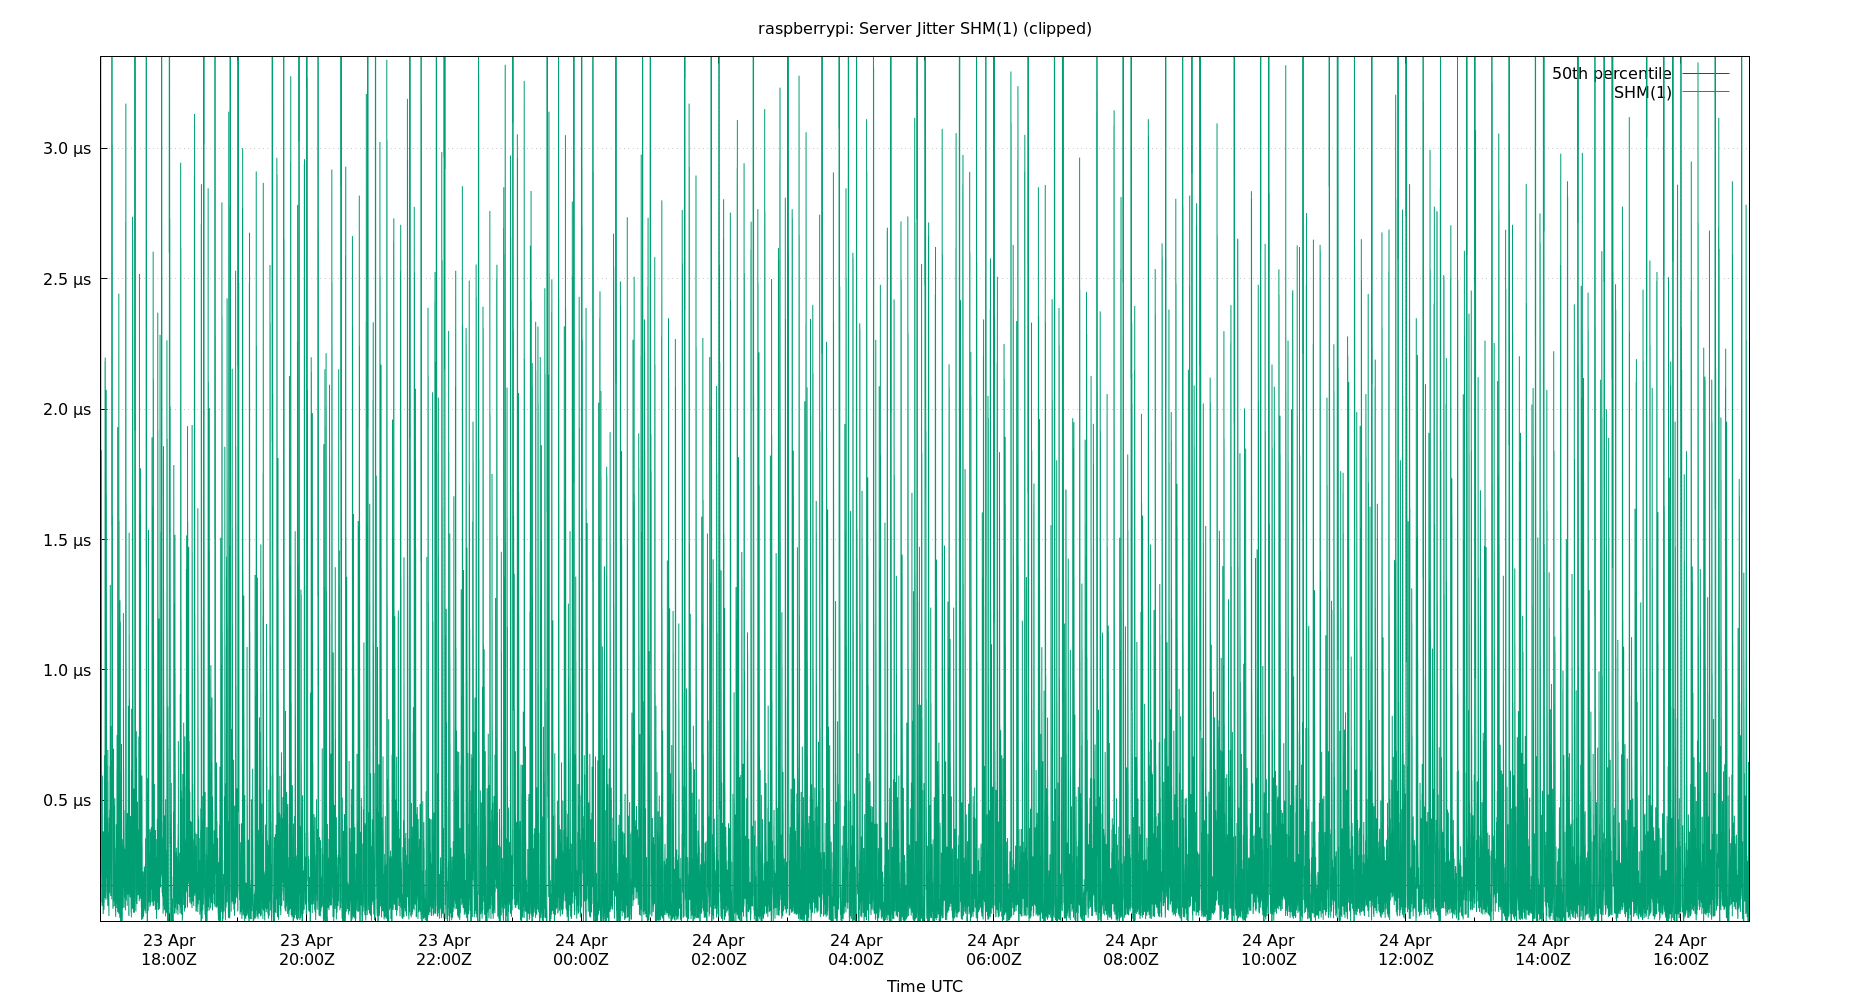 raspberrypi: Server Jitter SHM(1) (clipped)
50th percentile
SHM(1)
3.0 µs
2.5 µs
2.0 µs
1.5 µs
1.0 µs
0.5 µs
23 Apr 23 Apr 23 Apr 24 Apr 24 Apr 24 Apr 24 Apr 24 Apr 24 Apr 24 Apr 24 Apr 24 Apr
18:00Z 20:00Z 22:00Z 00:00Z 02:00Z 04:00Z 06:00Z 08:00Z 10:00Z 12:00Z 14:00Z 16:00Z
Time UTC